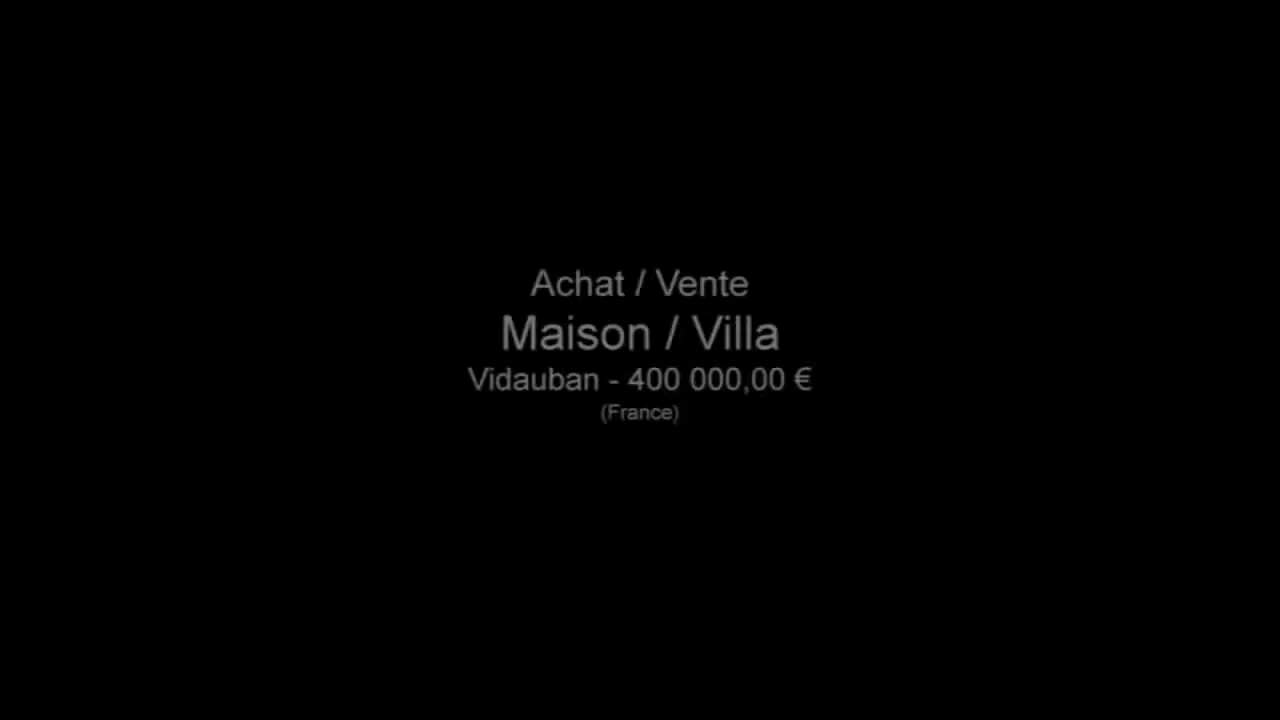 Achat / Vente
Maison / Villa
Vidauban - 400 000,00 €
(France)